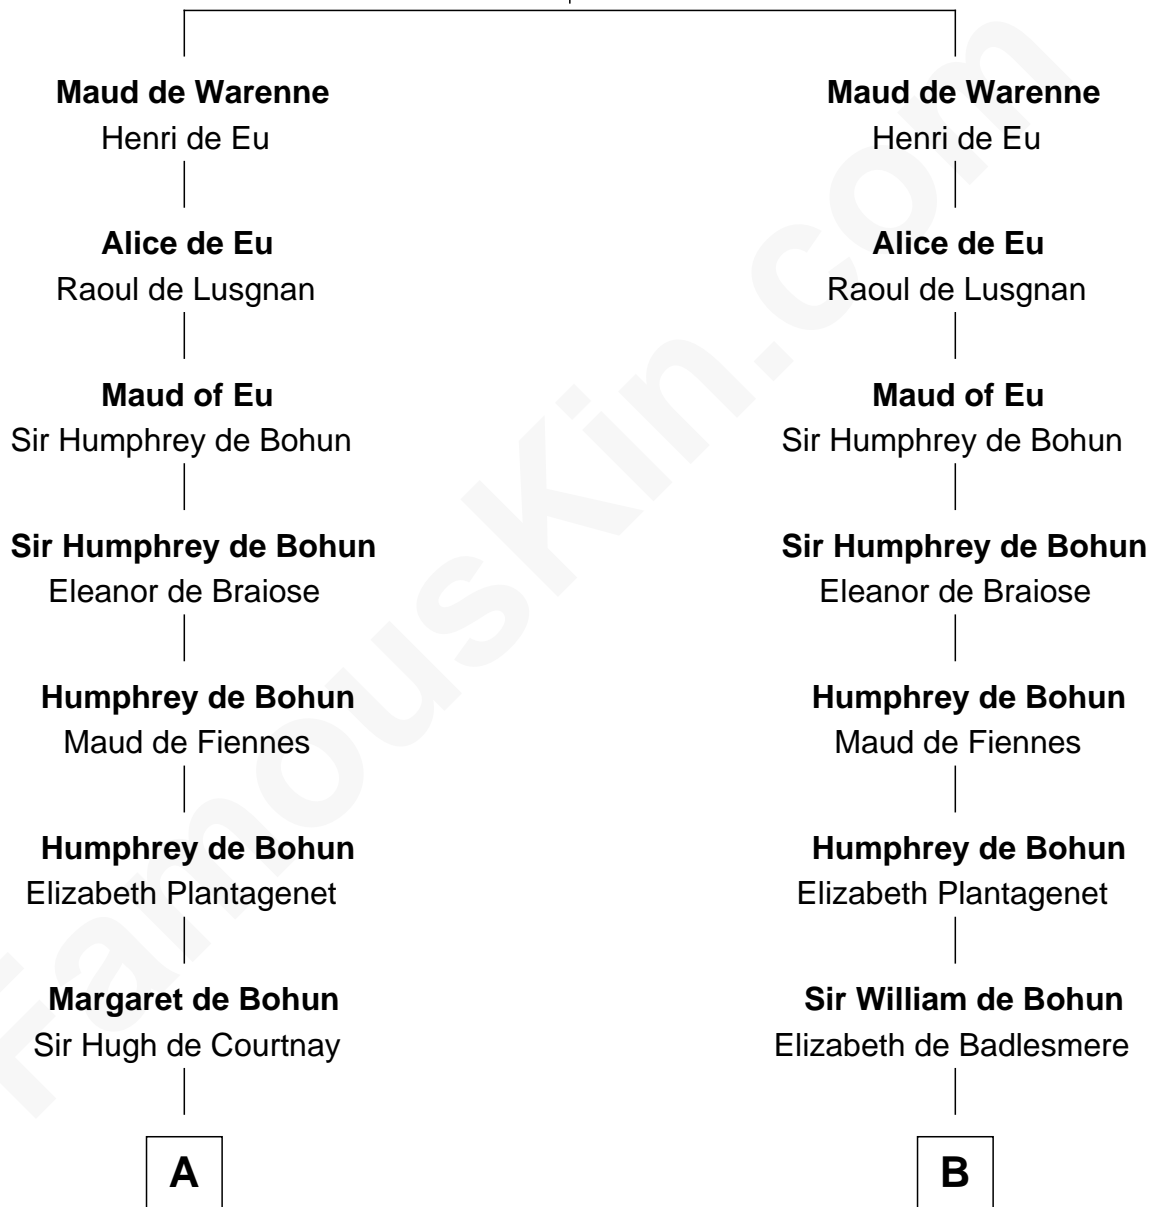 Maud de Warenne
Henri de Eu
Alice de Eu
Raoul de Lusgnan
Maud of Eu
Sir Humphrey de Bohun
Sir Humphrey de Bohun
Eleanor de Braiose
Humphrey de Bohun
Maud de Fiennes
Humphrey de Bohun
Elizabeth Plantagenet
Margaret de Bohun
Sir Hugh de Courtnay
A
Maud de Warenne
Henri de Eu
Alice de Eu
Raoul de Lusgnan
Maud of Eu
Sir Humphrey de Bohun
Sir Humphrey de Bohun
Eleanor de Braiose
Humphrey de Bohun
Maud de Fiennes
Humphrey de Bohun
Elizabeth Plantagenet
Sir William de Bohun
Elizabeth de Badlesmere
B
FamousKin.com